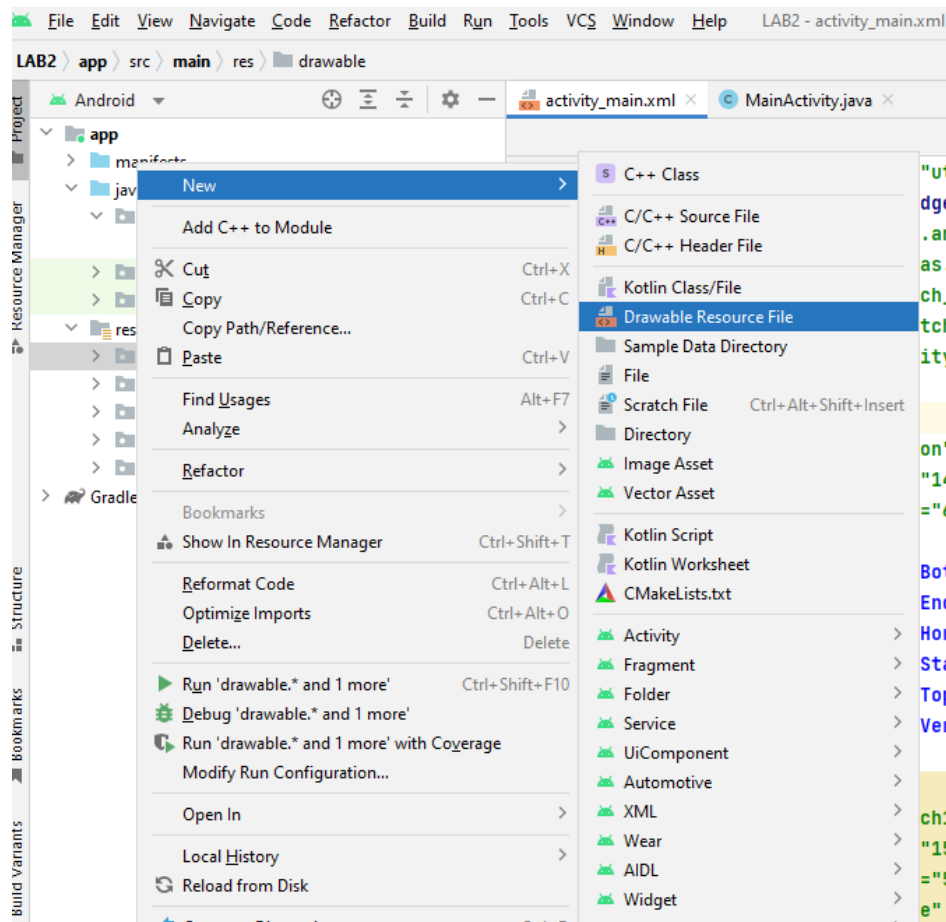 File Edit View Navigate Code Refactor Build Run Tools VCS Window Help LAB2 - activity_main.xml
LAB2 app src main res drawable
Android
activity_main.xml MainActivity.java
Project
Resource Manager
Structure
Bookmarks
Build Variants
app
manifests
jav
res
Gradle
New
Add C++ to Module
Cut Ctrl+X
Copy Ctrl+C
Copy Path/Reference...
Paste Ctrl+V
Find Usages Alt+F7
Analyze
Refactor
Bookmarks
Show In Resource Manager Ctrl+Shift+T
Reformat Code Ctrl+Alt+L
Optimize Imports Ctrl+Alt+O
Delete... Delete
Run 'drawable.* and 1 more' Ctrl+Shift+F10
Debug 'drawable.* and 1 more'
Run 'drawable.* and 1 more' with Coverage
Modify Run Configuration...
Open In
Local History
Reload from Disk
C++ Class
C/C++ Source File
C/C++ Header File
Kotlin Class/File
Drawable Resource File
Sample Data Directory
File
Scratch File Ctrl+Alt+Shift+Insert
Directory
Image Asset
Vector Asset
Kotlin Script
Kotlin Worksheet
CMakeLists.txt
Activity
Fragment
Folder
Service
UiComponent
Automotive
XML
Wear
AIDL
Widget